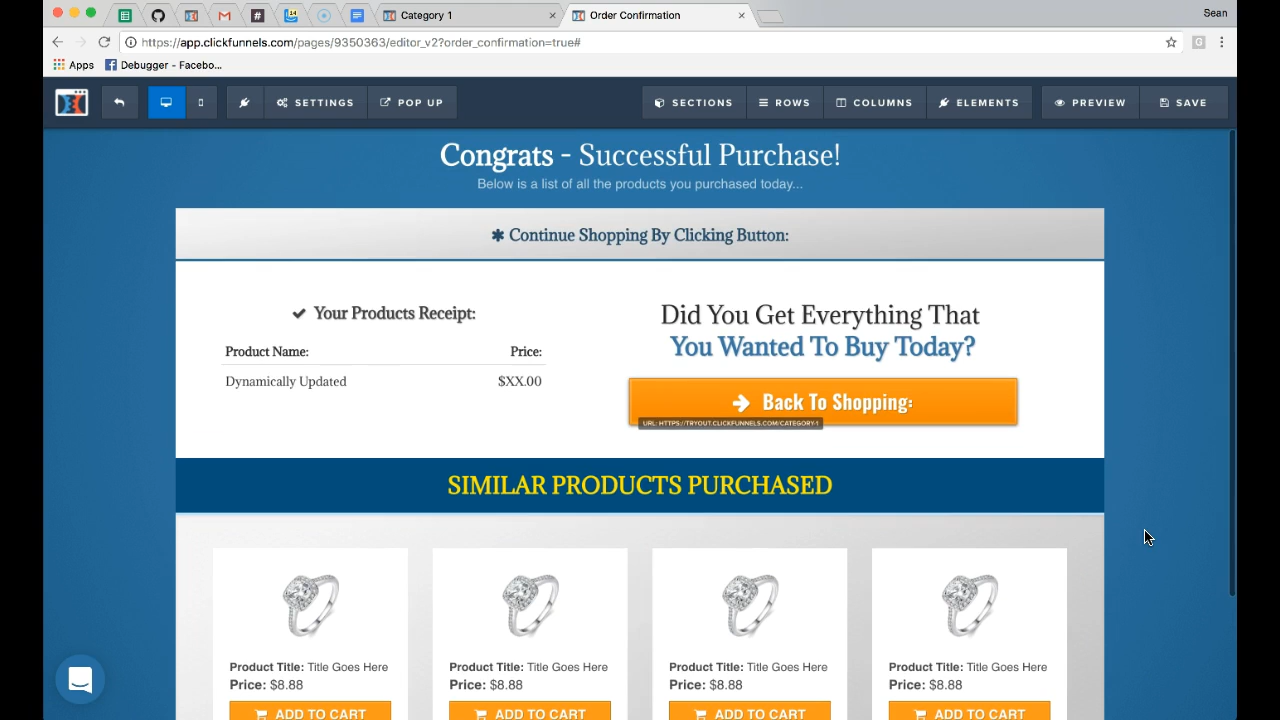 Category 1
Order Confirmation
Sean
https://app.clickfunnels.com/pages/9350363/editor_v2?order_confirmation=true#
Apps
Debugger - Facebo...
SETTINGS
POP UP
SECTIONS
ROWS
COLUMNS
ELEMENTS
PREVIEW
SAVE
Congrats - Successful Purchase!
Below is a list of all the products you purchased today...
Continue Shopping By Clicking Button:
Your Products Receipt:
Product Name: Price:
Dynamically Updated $XX.00
Did You Get Everything That
You Wanted To Buy Today?
Back To Shopping:
URL: HTTPS://TRYOUT.CLICKFUNNELS.COM/CATEGORY-1
SIMILAR PRODUCTS PURCHASED
Product Title: Title Goes Here
Price: $8.88
ADD TO CART
Product Title: Title Goes Here
Price: $8.88
ADD TO CART
Product Title: Title Goes Here
Price: $8.88
ADD TO CART
Product Title: Title Goes Here
Price: $8.88
ADD TO CART